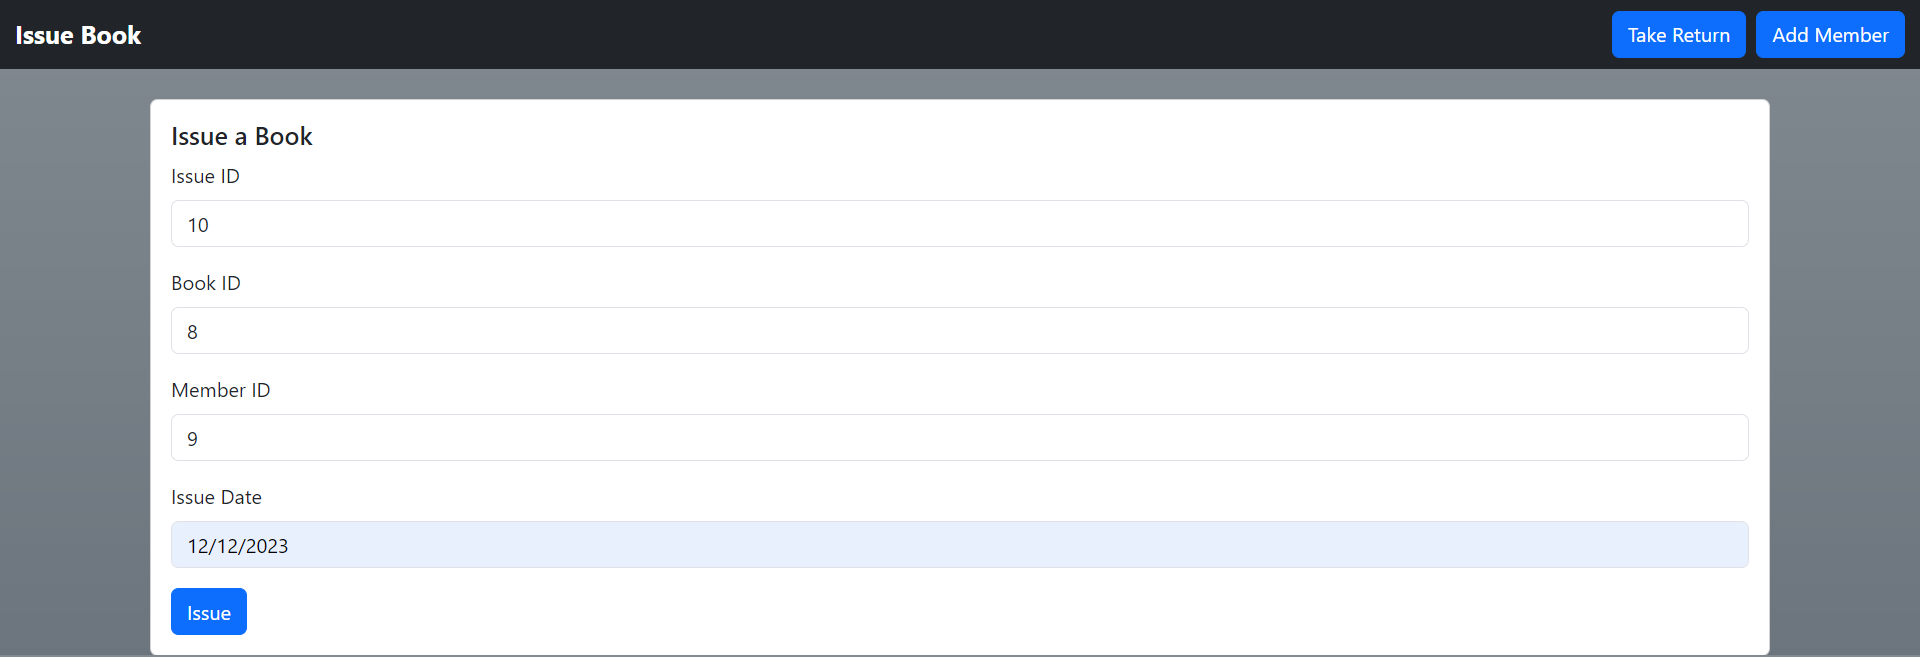 Issue Book
Take Return
Add Member
Issue a Book
Issue ID
10
Book ID
8
Member ID
9
Issue Date
12/12/2023
Issue